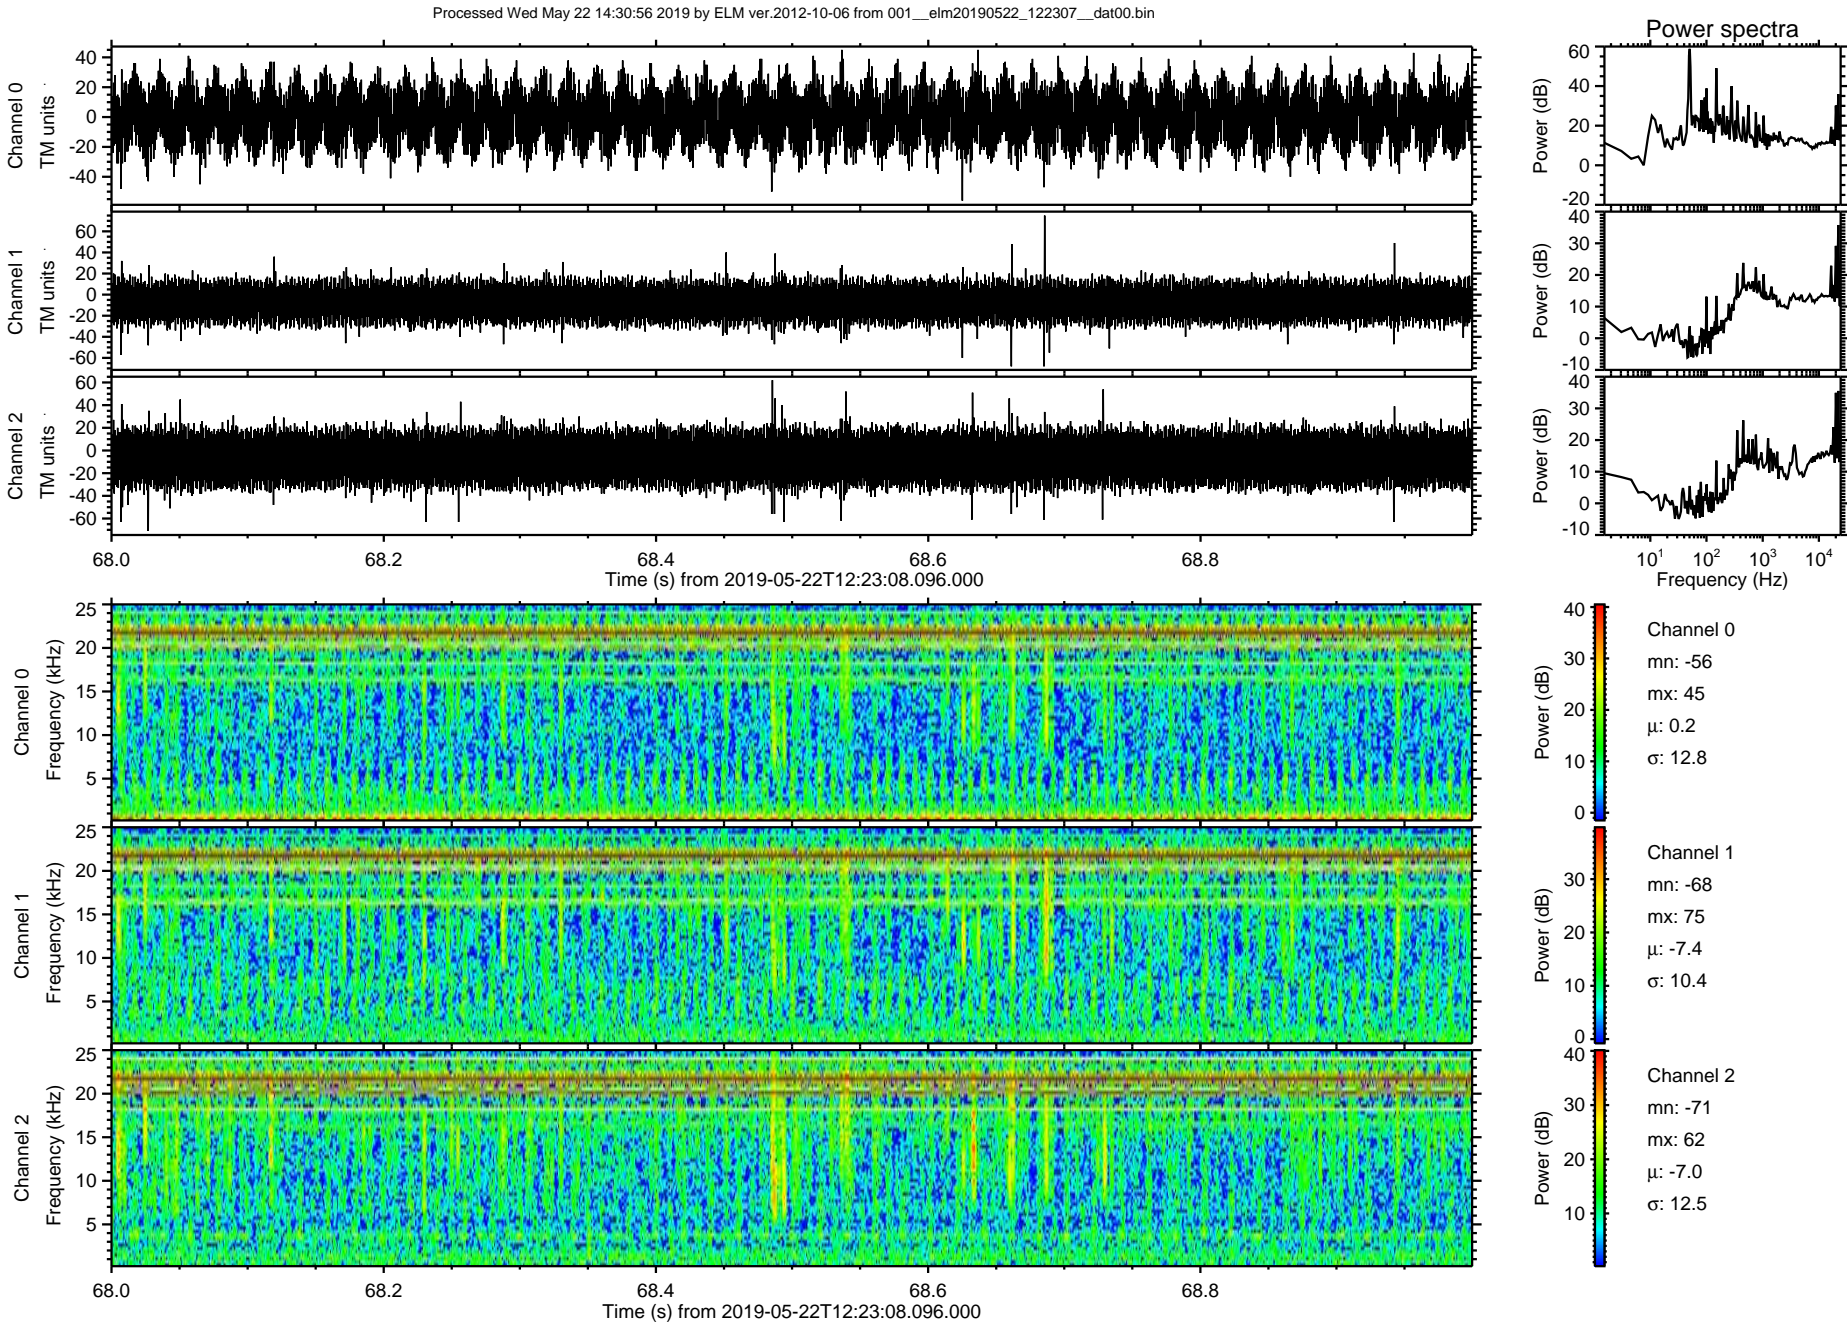 Processed Wed May 22 14:30:56 2019 by ELM ver.2012-10-06 from 001__elm20190522_122307__dat00.bin
Power spectra
Channel 0
TM units
40
20
0
-20
-40
Power (dB)
60
40
20
0
-20
Channel 1
TM units
60
40
20
0
-20
-40
-60
Power (dB)
40
30
20
10
0
-10
Channel 2
TM units
60
40
20
0
-20
-40
-60
Power (dB)
40
30
20
10
0
-10
68.0 68.2 68.4 68.6 68.8
Time (s) from 2019-05-22T12:23:08.096.000
10¹ 10² 10³ 10⁴
Frequency (Hz)
Channel 0
Frequency (kHz)
25
20
15
10
5
Power (dB)
40
30
20
10
0
Channel 0
mn: -56
mx: 45
μ: 0.2
σ: 12.8
Channel 1
Frequency (kHz)
25
20
15
10
5
Power (dB)
30
20
10
0
Channel 1
mn: -68
mx: 75
μ: -7.4
σ: 10.4
Channel 2
Frequency (kHz)
25
20
15
10
5
Power (dB)
40
30
20
10
Channel 2
mn: -71
mx: 62
μ: -7.0
σ: 12.5
68.0 68.2 68.4 68.6 68.8
Time (s) from 2019-05-22T12:23:08.096.000